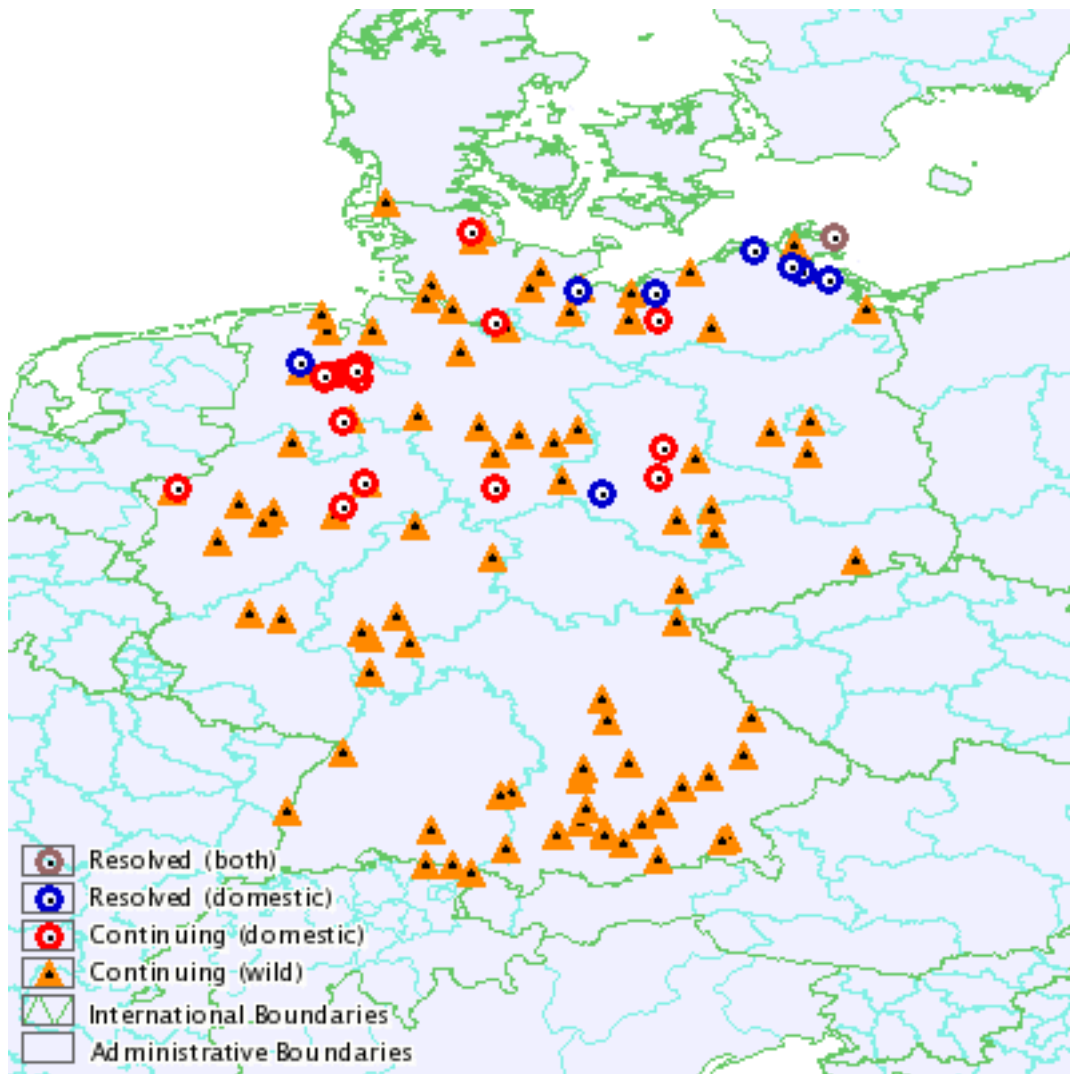 Resolved (both)
Resolved (domestic)
Continuing (domestic)
Continuing (wild)
International Boundaries
Administrative Boundaries